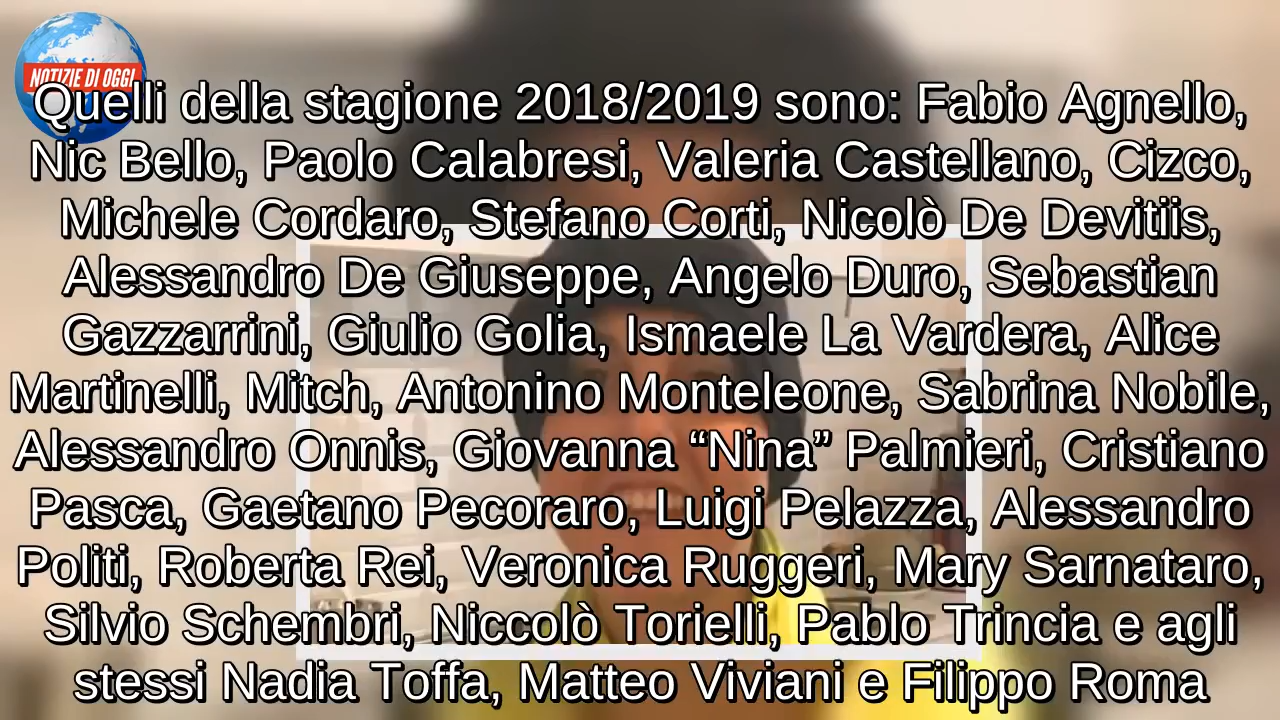 NOTIZIE DI OGGI
Quelli della stagione 2018/2019 sono: Fabio Agnello,
Nic Bello, Paolo Calabresi, Valeria Castellano, Cizco,
Michele Cordaro, Stefano Corti, Nicolò De Devitiis,
Alessandro De Giuseppe, Angelo Duro, Sebastian
Gazzarrini, Giulio Golia, Ismaele La Vardera, Alice
Martinelli, Mitch, Antonino Monteleone, Sabrina Nobile,
Alessandro Onnis, Giovanna “Nina” Palmieri, Cristiano
Pasca, Gaetano Pecoraro, Luigi Pelazza, Alessandro
Politi, Roberta Rei, Veronica Ruggeri, Mary Sarnataro,
Silvio Schembri, Niccolò Torielli, Pablo Trincia e agli
stessi Nadia Toffa, Matteo Viviani e Filippo Roma